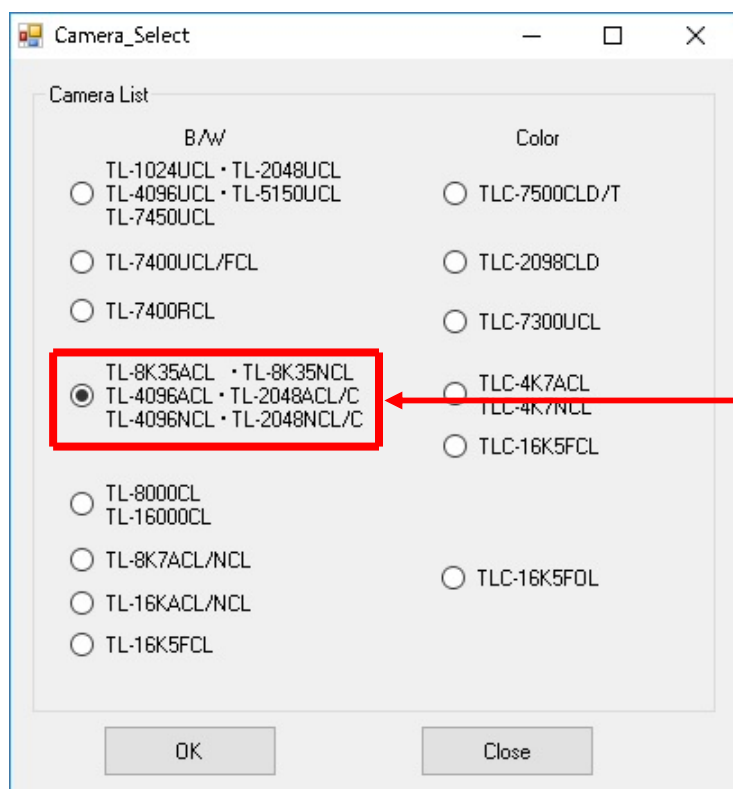 Camera_Select
Camera List
B/W
TL-1024UCL・TL-2048UCL
TL-4096UCL・TL-5150UCL
TL-7450UCL
TL-7400UCL/FCL
TL-7400RCL
TL-8K35ACL ・TL-8K35NCL
TL-4096ACL・TL-2048ACL/C
TL-4096NCL・TL-2048NCL/C
TL-8000CL
TL-16000CL
TL-8K7ACL/NCL
TL-16KACL/NCL
TL-16K5FCL
Color
TLC-7500CLD/T
TLC-2098CLD
TLC-7300UCL
TLC-4K7ACL
TLC-4K7NCL
TLC-16K5FCL
TLC-16K5FOL
OK
Close